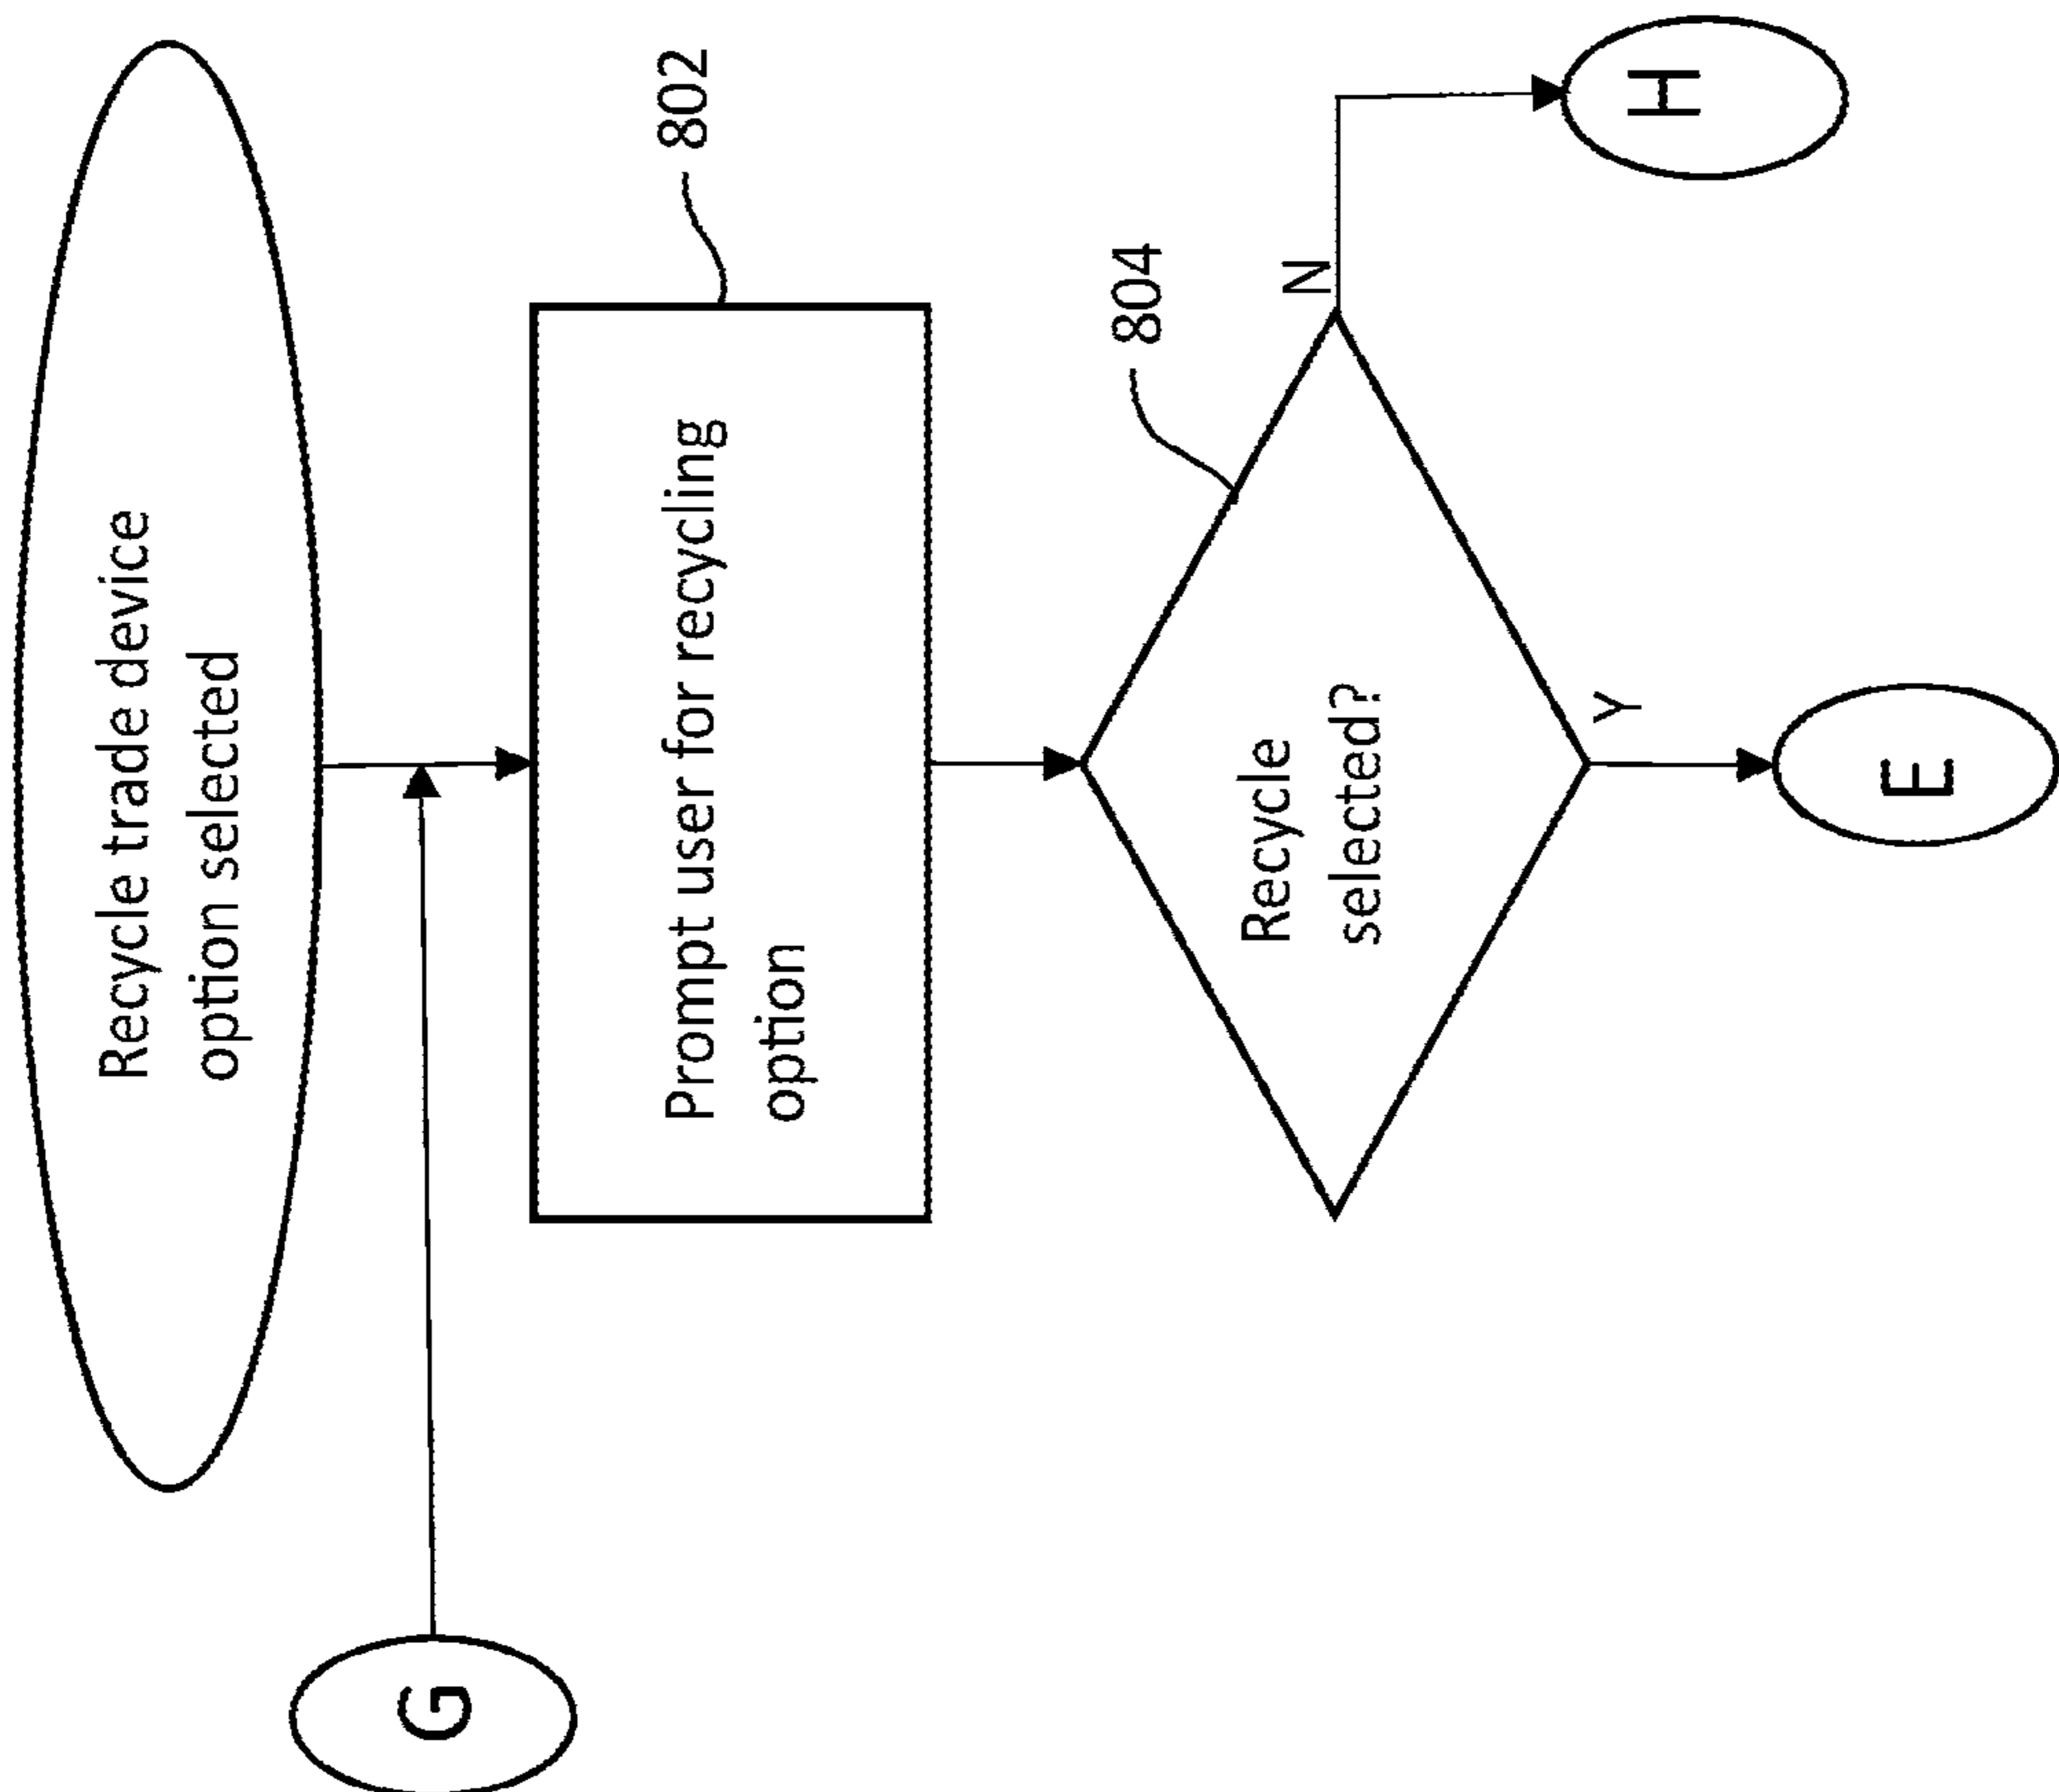 Recycle trade device
option selected
G
802
Prompt user for recycling
option
804
Recycle
selected?
N
Y
H
E